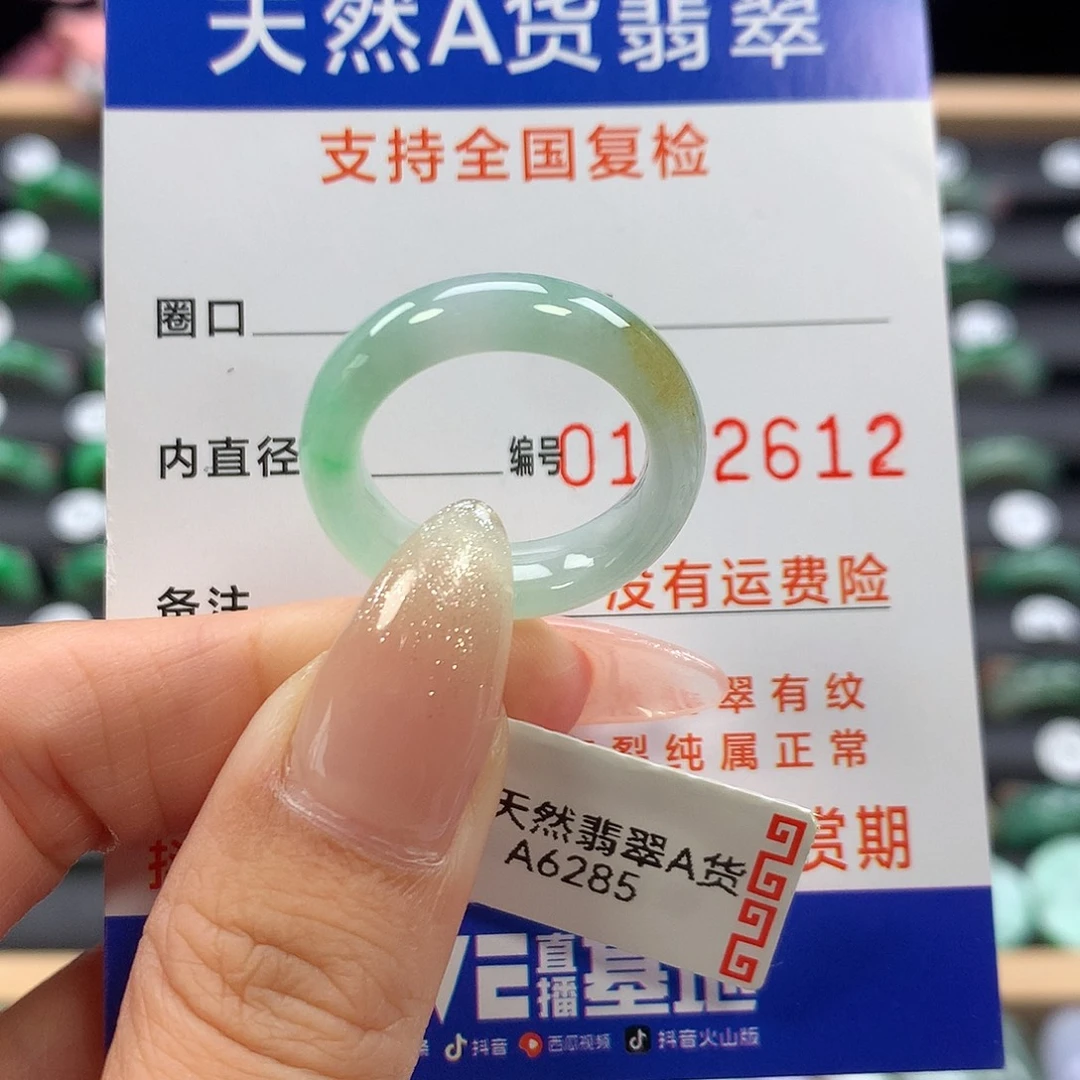 天然A货翡翠
支持全国复检
圈口
内直径 编号 01 2612
备注 没有运费险
翠有纹
裂纯属正常
赏期
天然翡翠A货
A6285
VE直播基地
抖音 西瓜视频 抖音火山版